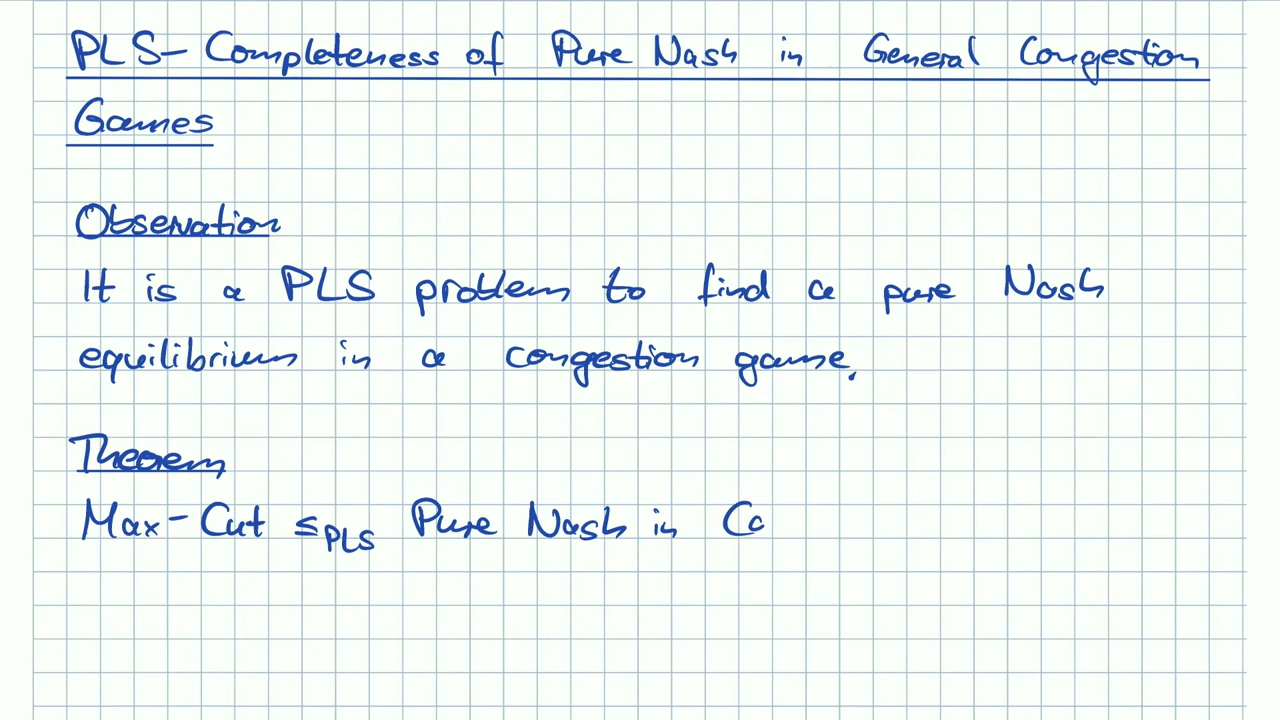 PLS-Completeness of Pure Nash in General Congestion
Games
Observation
It is a PLS problem to find a pure Nash
equilibrium in a congestion game.
Theorem
Max-Cut ≤PLS Pure Nash in Co